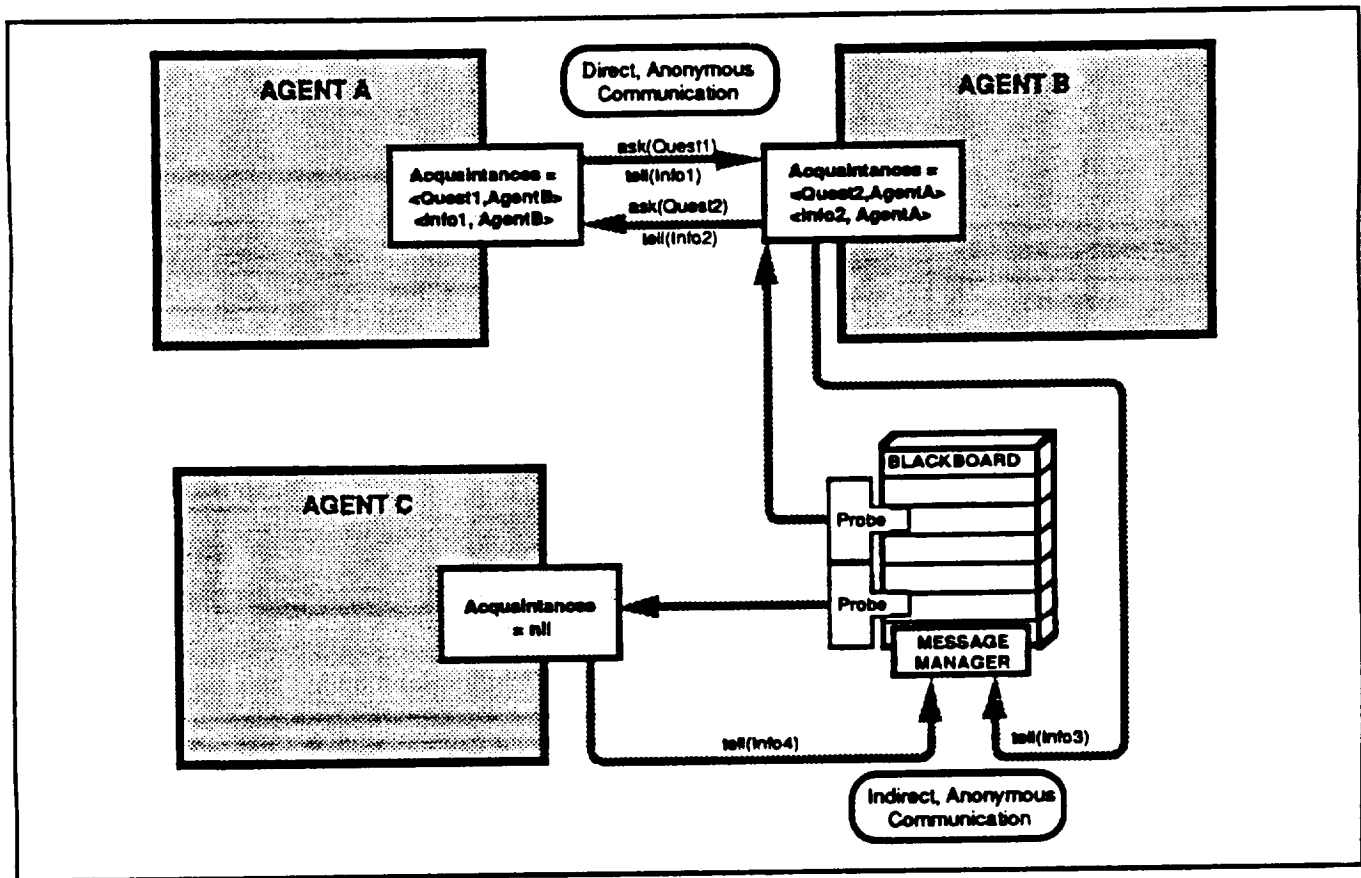 AGENT A
Direct, Anonymous
Communication
AGENT B
Acquaintances =
<Quest1,AgentB>
<Info1, AgentB>
ask(Quest1)
tell(Info1)
ask(Quest2)
tell(Info2)
Acquaintances =
<Quest2,AgentA>
<Info2, AgentA>
AGENT C
Acquaintances
= nil
BLACKBOARD
Probe
Probe
MESSAGE
MANAGER
tell(Info4)
tell(Info3)
Indirect, Anonymous
Communication